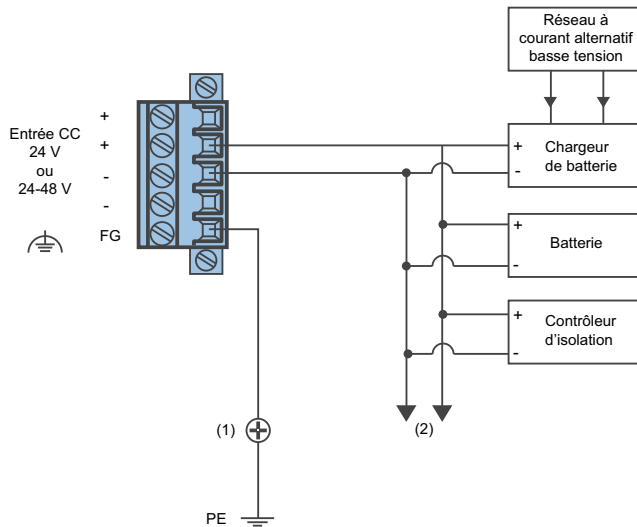 Réseau à
courant alternatif
basse tension
+
Entrée CC
24 V
ou
24-48 V
+
-
-
FG
+
-
Chargeur
de batterie
+
-
Batterie
+
-
Contrôleur
d'isolation
(1)
(2)
PE